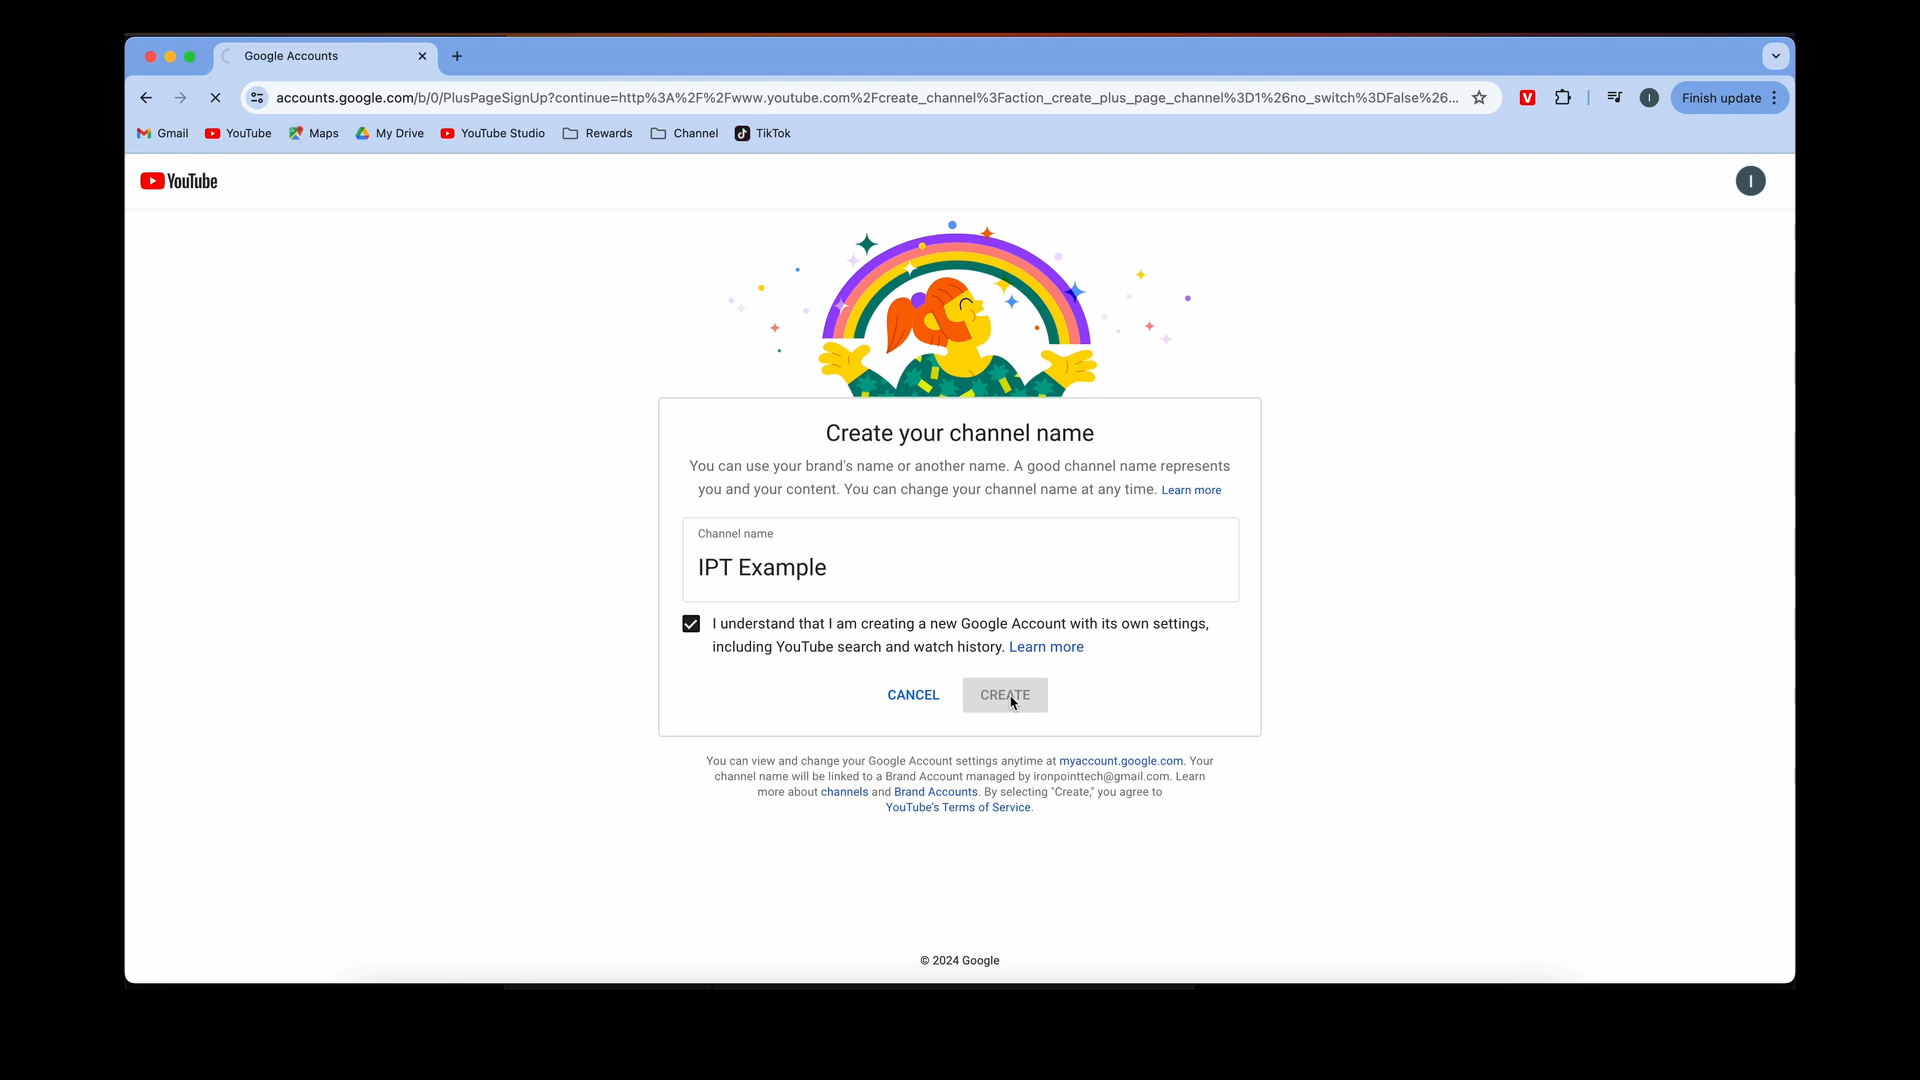 Google Accounts
accounts.google.com/b/0/PlusPageSignUp?continue=http%3A%2F%2Fwww.youtube.com%2Fcreate_channel%3Faction_create_plus_page_channel%3D1%26no_switch%3DFalse%26...
I
Finish update
Gmail
YouTube
Maps
My Drive
YouTube Studio
Rewards
Channel
TikTok
YouTube
I
Create your channel name
You can use your brand's name or another name. A good channel name represents
you and your content. You can change your channel name at any time. Learn more
Channel name
IPT Example
I understand that I am creating a new Google Account with its own settings,
including YouTube search and watch history. Learn more
CANCEL
CREATE
You can view and change your Google Account settings anytime at myaccount.google.com. Your
channel name will be linked to a Brand Account managed by ironpointtech@gmail.com. Learn
more about channels and Brand Accounts. By selecting "Create," you agree to
YouTube's Terms of Service.
© 2024 Google